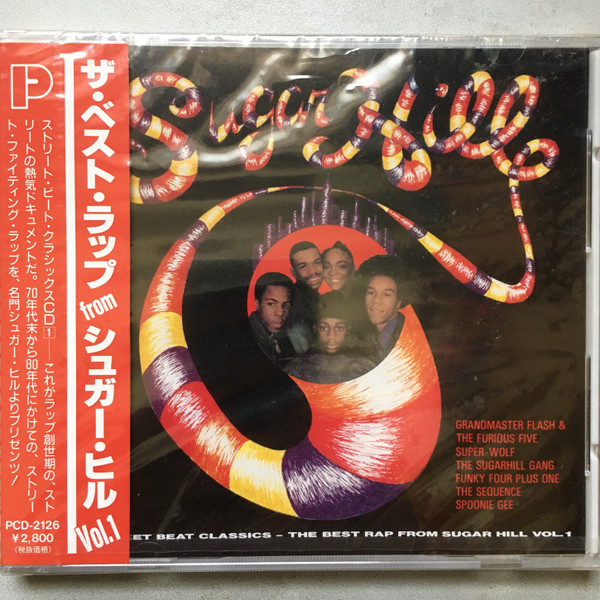 P
ザ・ベスト・ラップ from シュガー・ヒル Vol.1
ストリート・ビート・クラシックスCD1──これがラップ創世期の、スト
リートの熱気ドキュメントだ。70年代末から80年代にかけての、ストリー
ト・ファイティング・ラップを、名門シュガー・ヒルよりプリゼンツ!
PCD-2126
¥2,800
(税抜価格)
Sugar Hill
GRANDMASTER FLASH &
THE FURIDUS FIVE
SUPER-WOLF
THE SUGARHILL GANG
FUNKY FOUR PLUS ONE
THE SEQUENCE
SPOONIE GEE
EET BEAT CLASSICS – THE BEST RAP FROM SUGAR HILL VOL.1